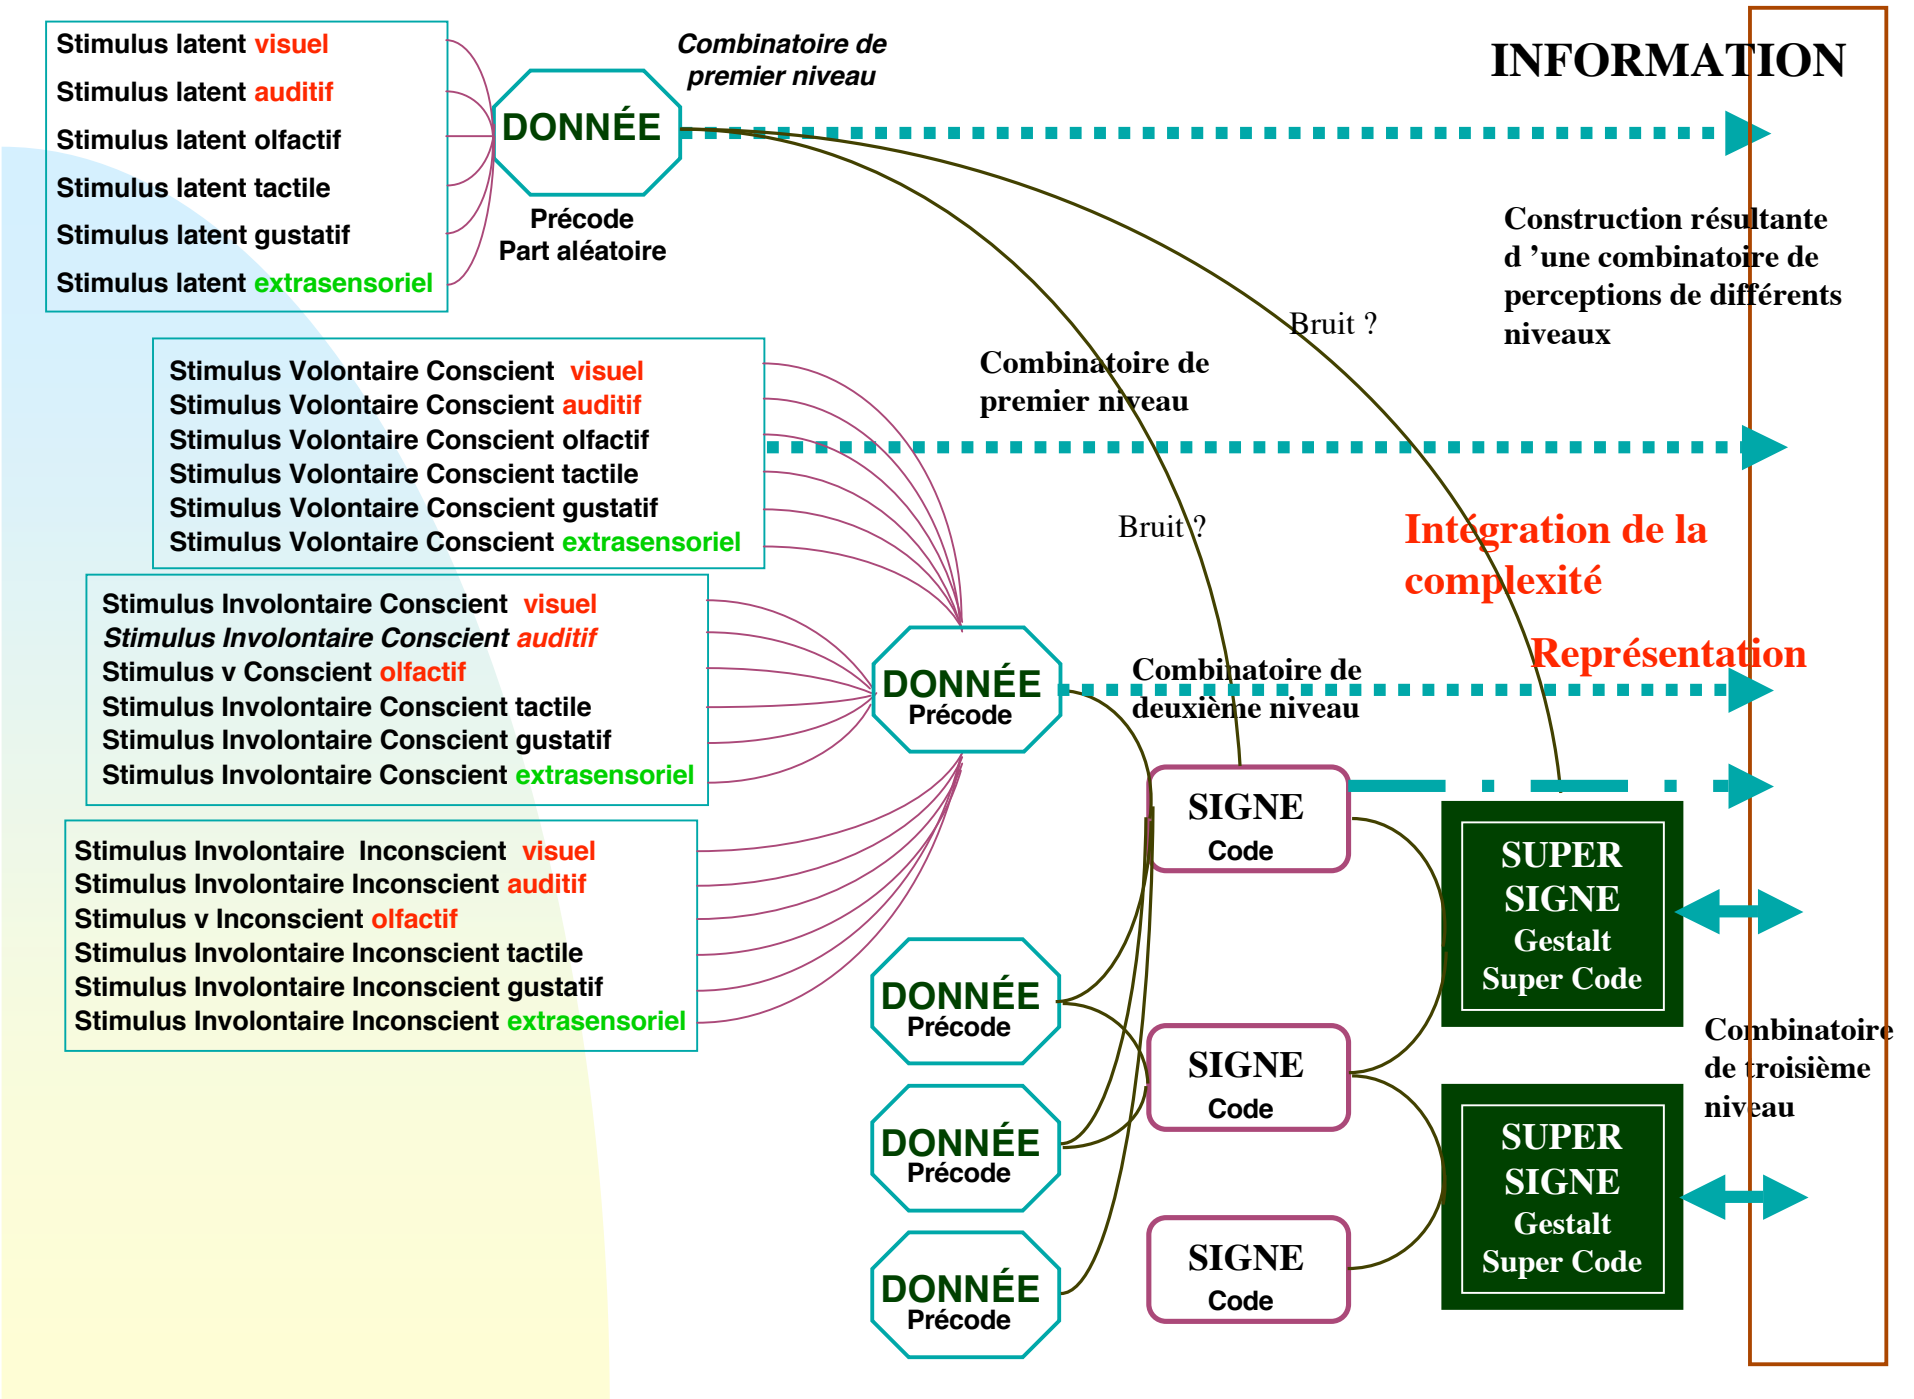 Stimulus latent visuel
Stimulus latent auditif
Stimulus latent olfactif
Stimulus latent tactile
Stimulus latent gustatif
Stimulus latent extrasensoriel
DONNÉE
Précode
Part aléatoire
Combinatoire de
premier niveau
INFORMATION
Construction résultante
d ’une combinatoire de
perceptions de différents
niveaux
Bruit ?
Stimulus Volontaire Conscient visuel
Stimulus Volontaire Conscient auditif
Stimulus Volontaire Conscient olfactif
Stimulus Volontaire Conscient tactile
Stimulus Volontaire Conscient gustatif
Stimulus Volontaire Conscient extrasensoriel
Combinatoire de
premier niveau
Bruit ?
Intégration de la
complexité
Représentation
Stimulus Involontaire Conscient visuel
Stimulus Involontaire Conscient auditif
Stimulus v Conscient olfactif
Stimulus Involontaire Conscient tactile
Stimulus Involontaire Conscient gustatif
Stimulus Involontaire Conscient extrasensoriel
DONNÉE
Précode
Combinatoire de
deuxième niveau
Stimulus Involontaire Inconscient visuel
Stimulus Involontaire Inconscient auditif
Stimulus v Inconscient olfactif
Stimulus Involontaire Inconscient tactile
Stimulus Involontaire Inconscient gustatif
Stimulus Involontaire Inconscient extrasensoriel
SIGNE
Code
SUPER
SIGNE
Gestalt
Super Code
DONNÉE
Précode
SIGNE
Code
Combinatoire
de troisième
niveau
DONNÉE
Précode
SUPER
SIGNE
Gestalt
Super Code
DONNÉE
Précode
SIGNE
Code